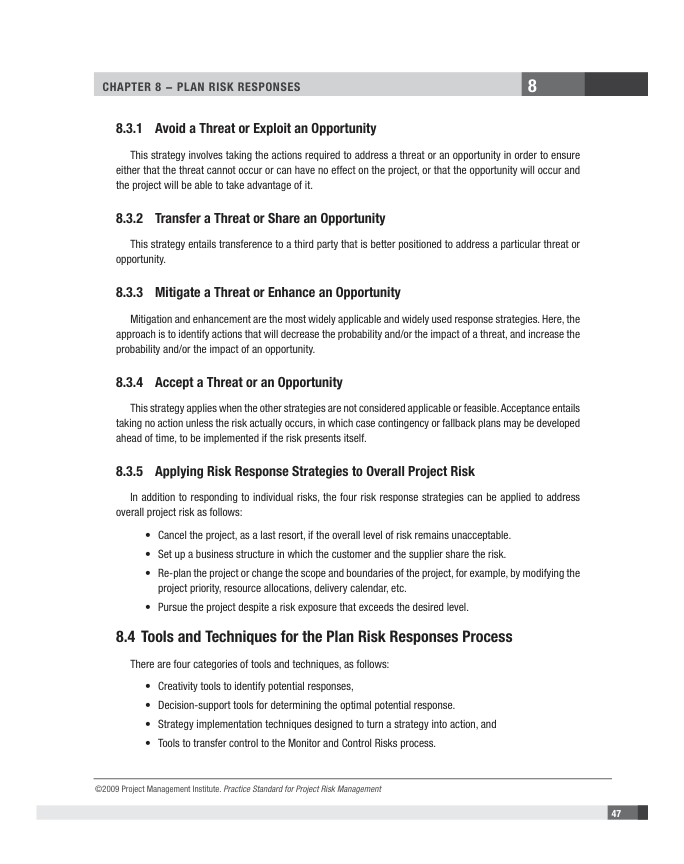 CHAPTER 8 – PLAN RISK RESPONSES
8
8.3.1 Avoid a Threat or Exploit an Opportunity
This strategy involves taking the actions required to address a threat or an opportunity in order to ensure
either that the threat cannot occur or can have no effect on the project, or that the opportunity will occur and
the project will be able to take advantage of it.
8.3.2 Transfer a Threat or Share an Opportunity
This strategy entails transference to a third party that is better positioned to address a particular threat or
opportunity.
8.3.3 Mitigate a Threat or Enhance an Opportunity
Mitigation and enhancement are the most widely applicable and widely used response strategies. Here, the
approach is to identify actions that will decrease the probability and/or the impact of a threat, and increase the
probability and/or the impact of an opportunity.
8.3.4 Accept a Threat or an Opportunity
This strategy applies when the other strategies are not considered applicable or feasible. Acceptance entails
taking no action unless the risk actually occurs, in which case contingency or fallback plans may be developed
ahead of time, to be implemented if the risk presents itself.
8.3.5 Applying Risk Response Strategies to Overall Project Risk
In addition to responding to individual risks, the four risk response strategies can be applied to address
overall project risk as follows:
• Cancel the project, as a last resort, if the overall level of risk remains unacceptable.
• Set up a business structure in which the customer and the supplier share the risk.
• Re-plan the project or change the scope and boundaries of the project, for example, by modifying the
project priority, resource allocations, delivery calendar, etc.
• Pursue the project despite a risk exposure that exceeds the desired level.
8.4 Tools and Techniques for the Plan Risk Responses Process
There are four categories of tools and techniques, as follows:
• Creativity tools to identify potential responses,
• Decision-support tools for determining the optimal potential response.
• Strategy implementation techniques designed to turn a strategy into action, and
• Tools to transfer control to the Monitor and Control Risks process.
©2009 Project Management Institute. Practice Standard for Project Risk Management
47